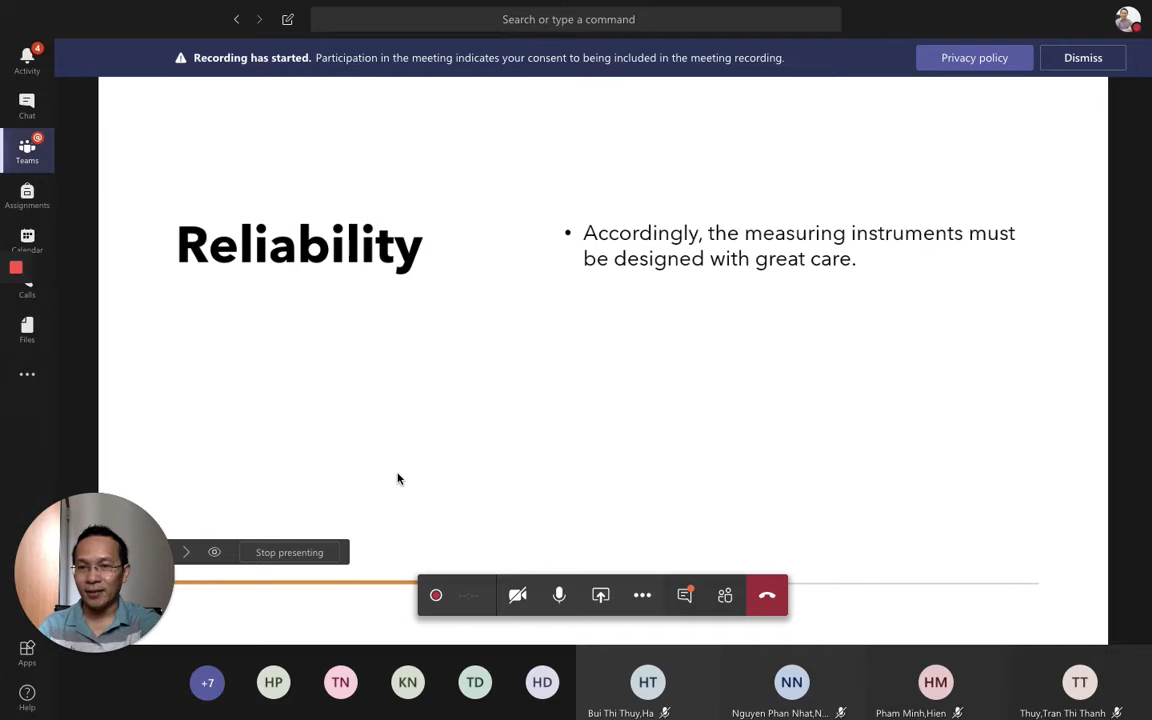 Search or type a command
4
Activity
Recording has started. Participation in the meeting indicates your consent to being included in the meeting recording.
Privacy policy
Dismiss
Chat
@
Teams
Assignments
Calendar
Calls
Files
Reliability
• Accordingly, the measuring instruments must
be designed with great care.
Stop presenting
--:--
Apps
Help
+7
HP
TN
KN
TD
HD
HT
NN
HM
TT
Bui Thi Thuy,Ha
Nguyen Phan Nhat,N...
Pham Minh,Hien
Thuy,Tran Thi Thanh